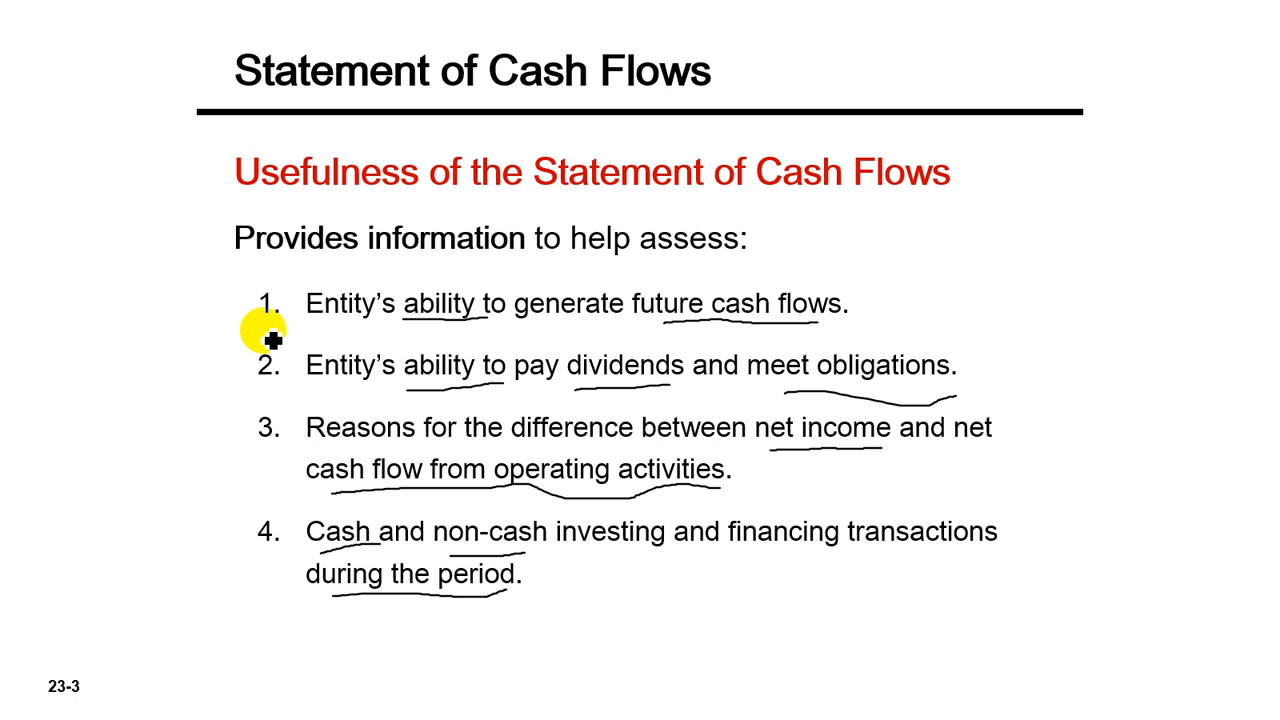 Statement of Cash Flows
Usefulness of the Statement of Cash Flows
Provides information to help assess:
1. Entity’s ability to generate future cash flows.
2. Entity’s ability to pay dividends and meet obligations.
3. Reasons for the difference between net income and net
cash flow from operating activities.
4. Cash and non-cash investing and financing transactions
during the period.
23-3